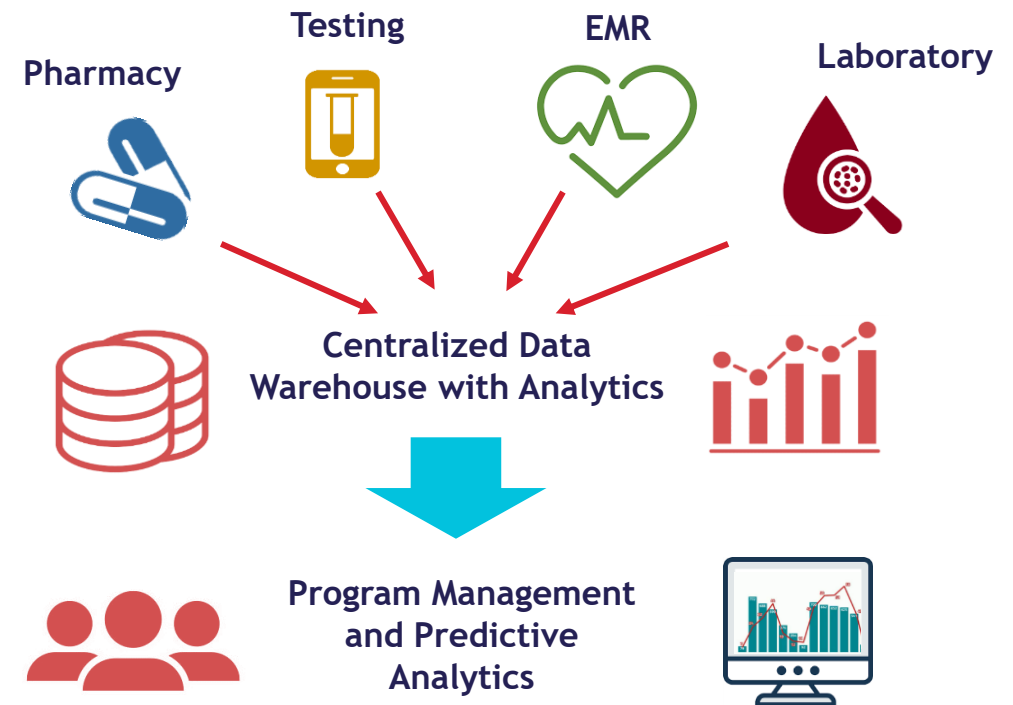 Testing
EMR
Laboratory
Pharmacy
Centralized Data
Warehouse with Analytics
Program Management
and Predictive
Analytics